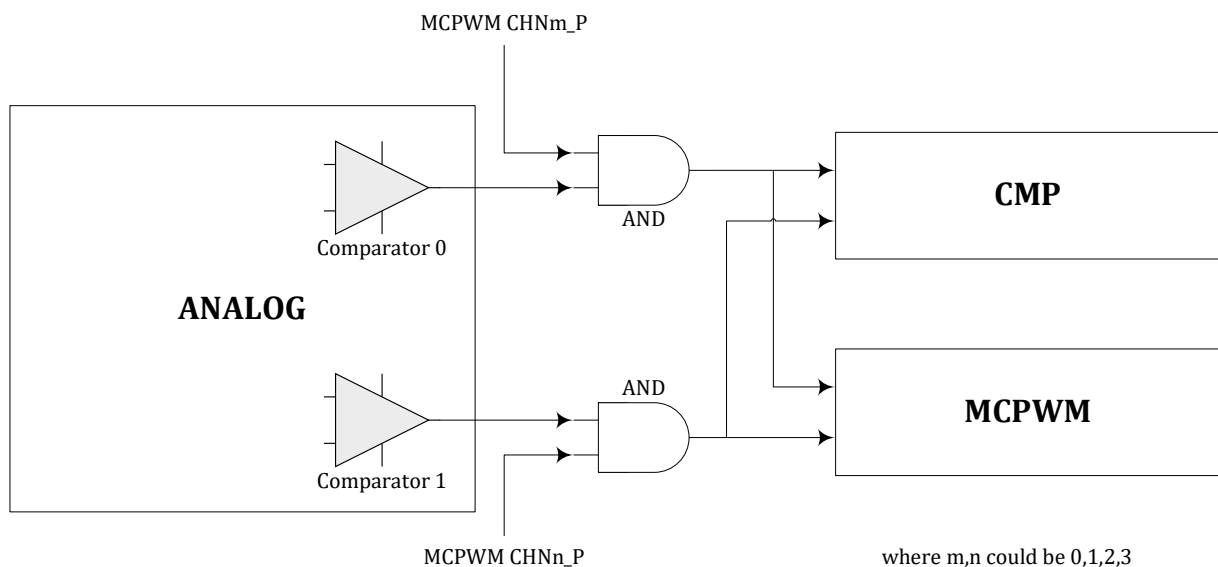 MCPWM CHNm_P
CMP
AND
Comparator 0
ANALOG
AND
MCPWM
Comparator 1
MCPWM CHNn_P
where m,n could be 0,1,2,3